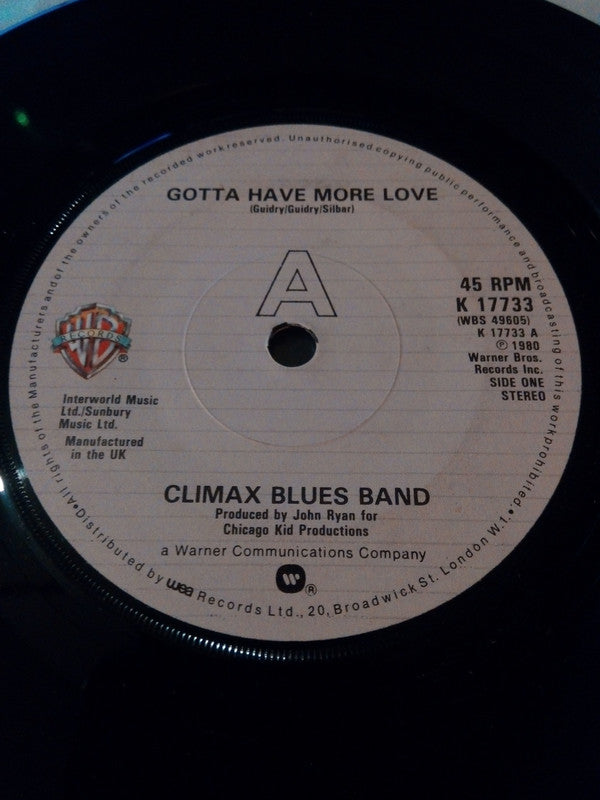 GOTTA HAVE MORE LOVE
(Guidry/Guidry/Silbar)
A
45 RPM
K 17733
(WBS 49605)
K 17733 A
℗ 1980
Warner Bros.
Records Inc.
SIDE ONE
STEREO
WB
RECORDS
®
Interworld Music
Ltd./Sunbury
Music Ltd.
Manufactured
in the UK
CLIMAX BLUES BAND
Produced by John Ryan for
Chicago Kid Productions
a Warner Communications Company
®
•All rights of the Manufacturers and of the owners of the recorded work reserved. Unauthorised copying public performance and broadcasting of this work prohibited.•
Distributed by wea Records Ltd., 20, Broadwick St. London W.1.